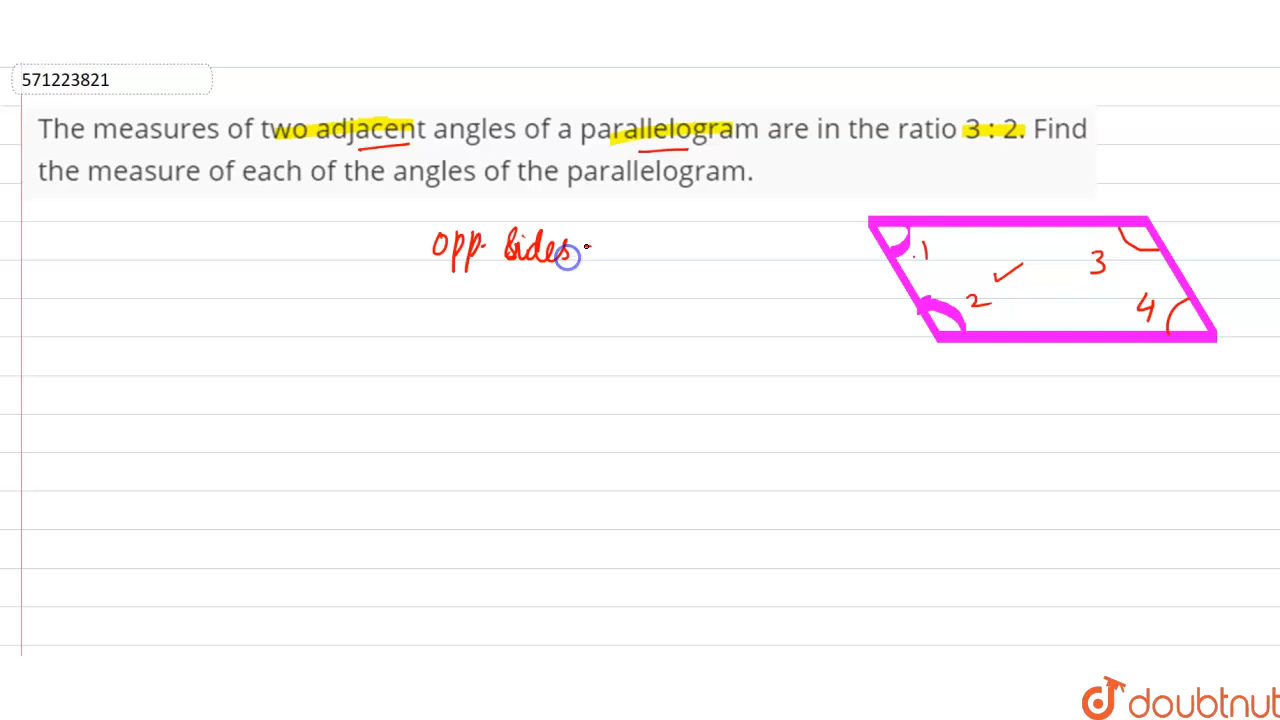 571223821
The measures of two adjacent angles of a parallelogram are in the ratio 3 : 2. Find
the measure of each of the angles of the parallelogram.
opp. Sides
1
3
2
4
doubtnut